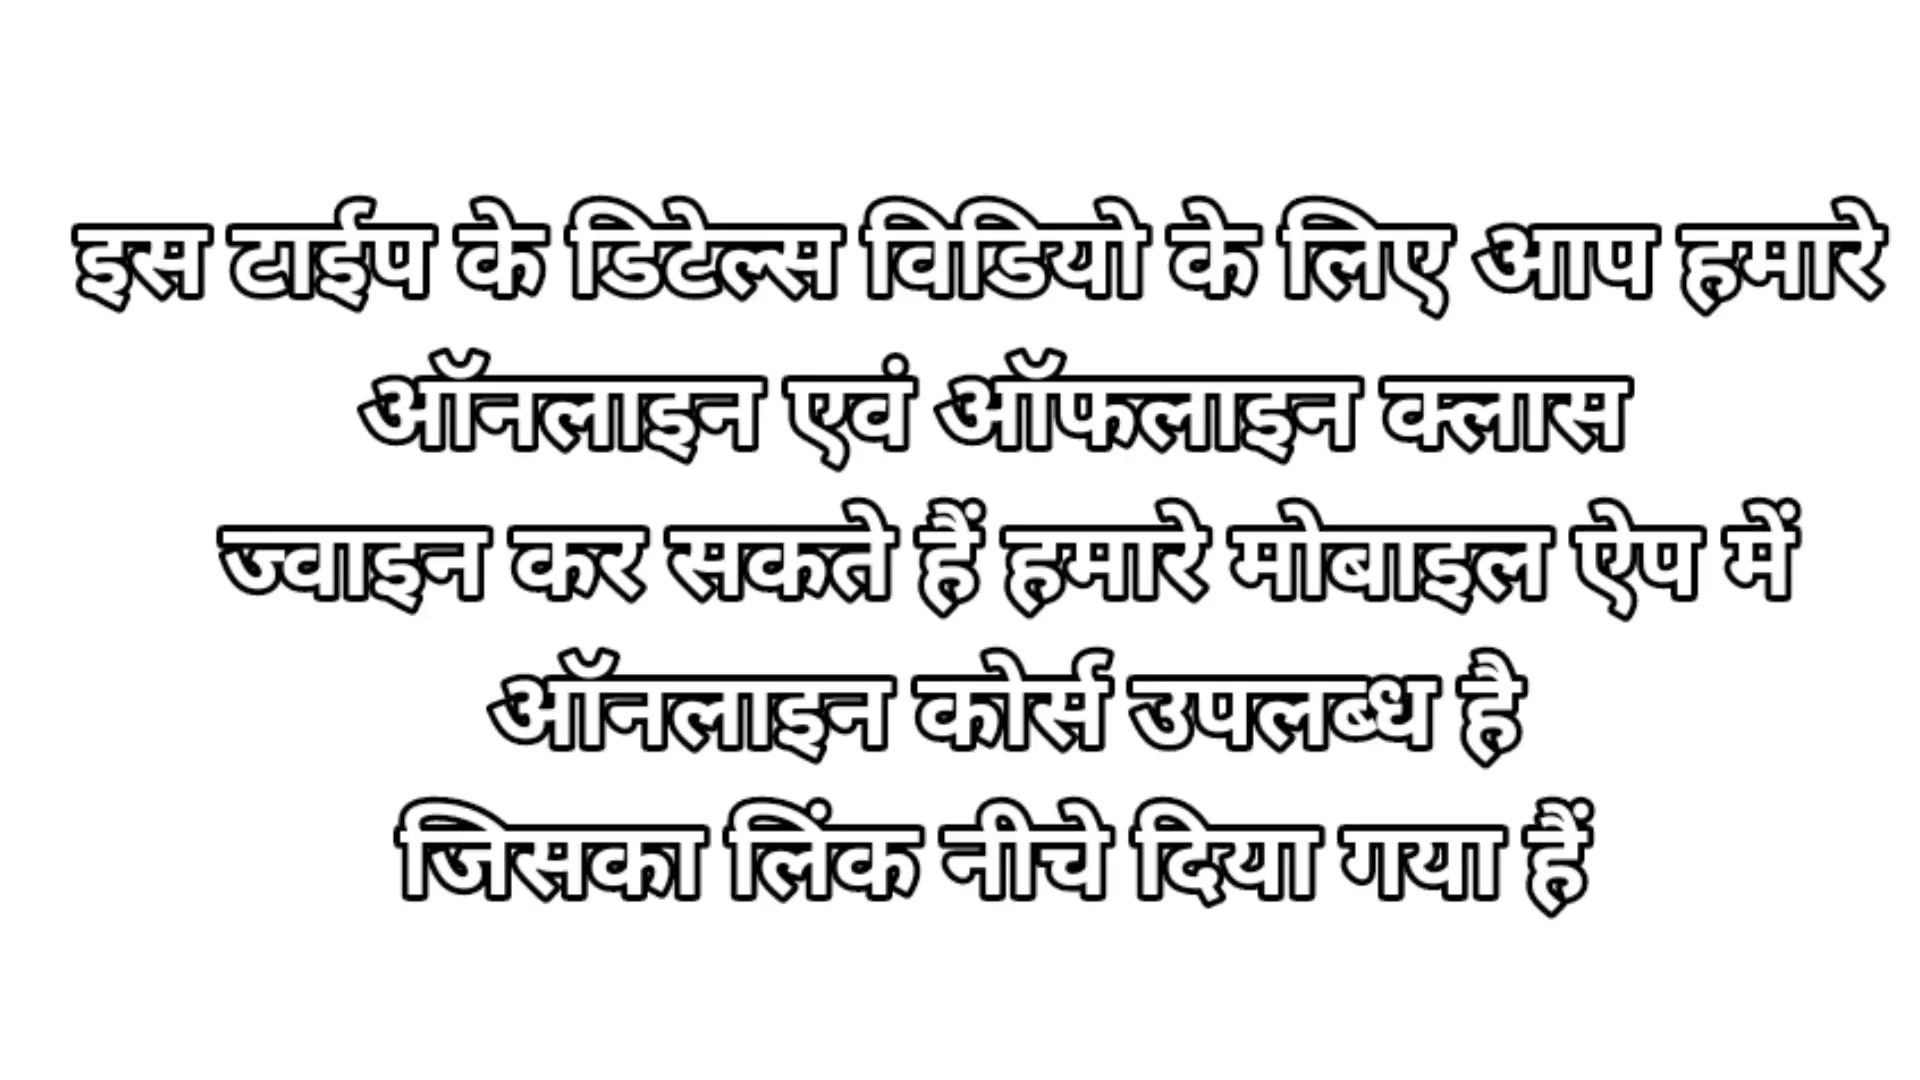 इस टाईप के डिटेल्स विडियो के लिए आप हमारे
ऑनलाइन एवं ऑफलाइन क्लास
ज्वाइन कर सकते हैं हमारे मोबाइल ऐप में
ऑनलाइन कोर्स उपलब्ध है
जिसका लिंक नीचे दिया गया हैं